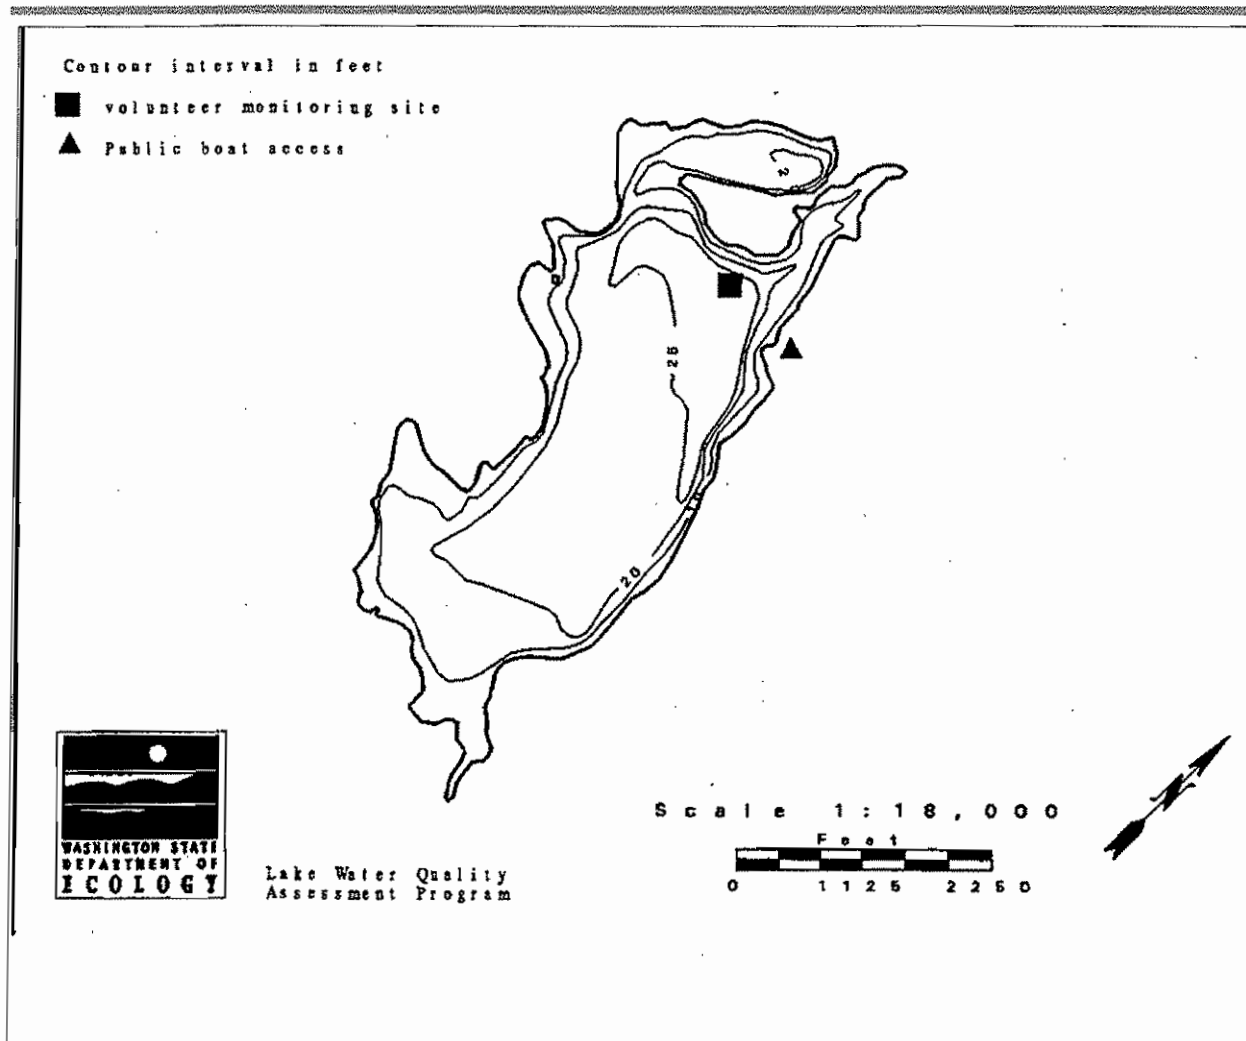 Contour interval in feet
volunteer monitoring site
Public boat access
2
25
20
Scale 1:18,000
Feet
0 1125 2250
WASHINGTON STATE
DEPARTMENT OF
ECOLOGY
Lake Water Quality
Assessment Program
N